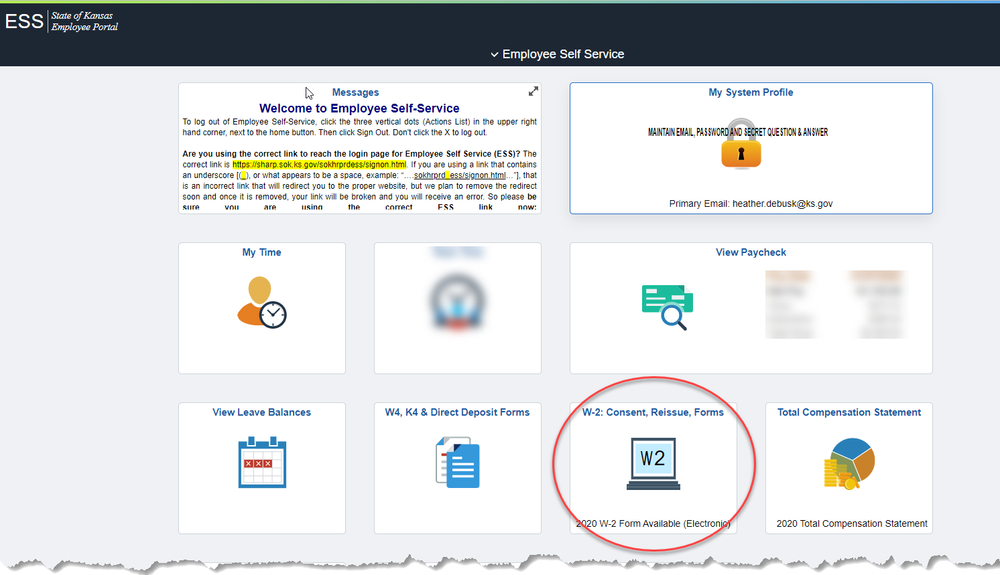 ESS
State of Kansas
Employee Portal
Employee Self Service
Messages
Welcome to Employee Self-Service
To log out of Employee Self-Service, click the three vertical dots (Actions List) in the upper right
hand corner, next to the home button. Then click Sign Out. Don't click the X to log out.
Are you using the correct link to reach the login page for Employee Self Service (ESS)? The
correct link is https://sharp.sok.ks.gov/sokhrprdess/signon.html. If you are using a link that contains
an underscore [(_), or what appears to be a space, example: “....sokhrprd_ess/signon.html...”], that
is an incorrect link that will redirect you to the proper website, but we plan to remove the redirect
soon and once it is removed, your link will be broken and you will receive an error. So please be
sure you are using the correct ESS link now:
My System Profile
MAINTAIN EMAIL, PASSWORD AND SECRET QUESTION & ANSWER
Primary Email: heather.debusk@ks.gov
My Time
View Paycheck
View Leave Balances
W4, K4 & Direct Deposit Forms
W-2: Consent, Reissue, Forms
W2
2020 W-2 Form Available (Electronic)
Total Compensation Statement
2020 Total Compensation Statement